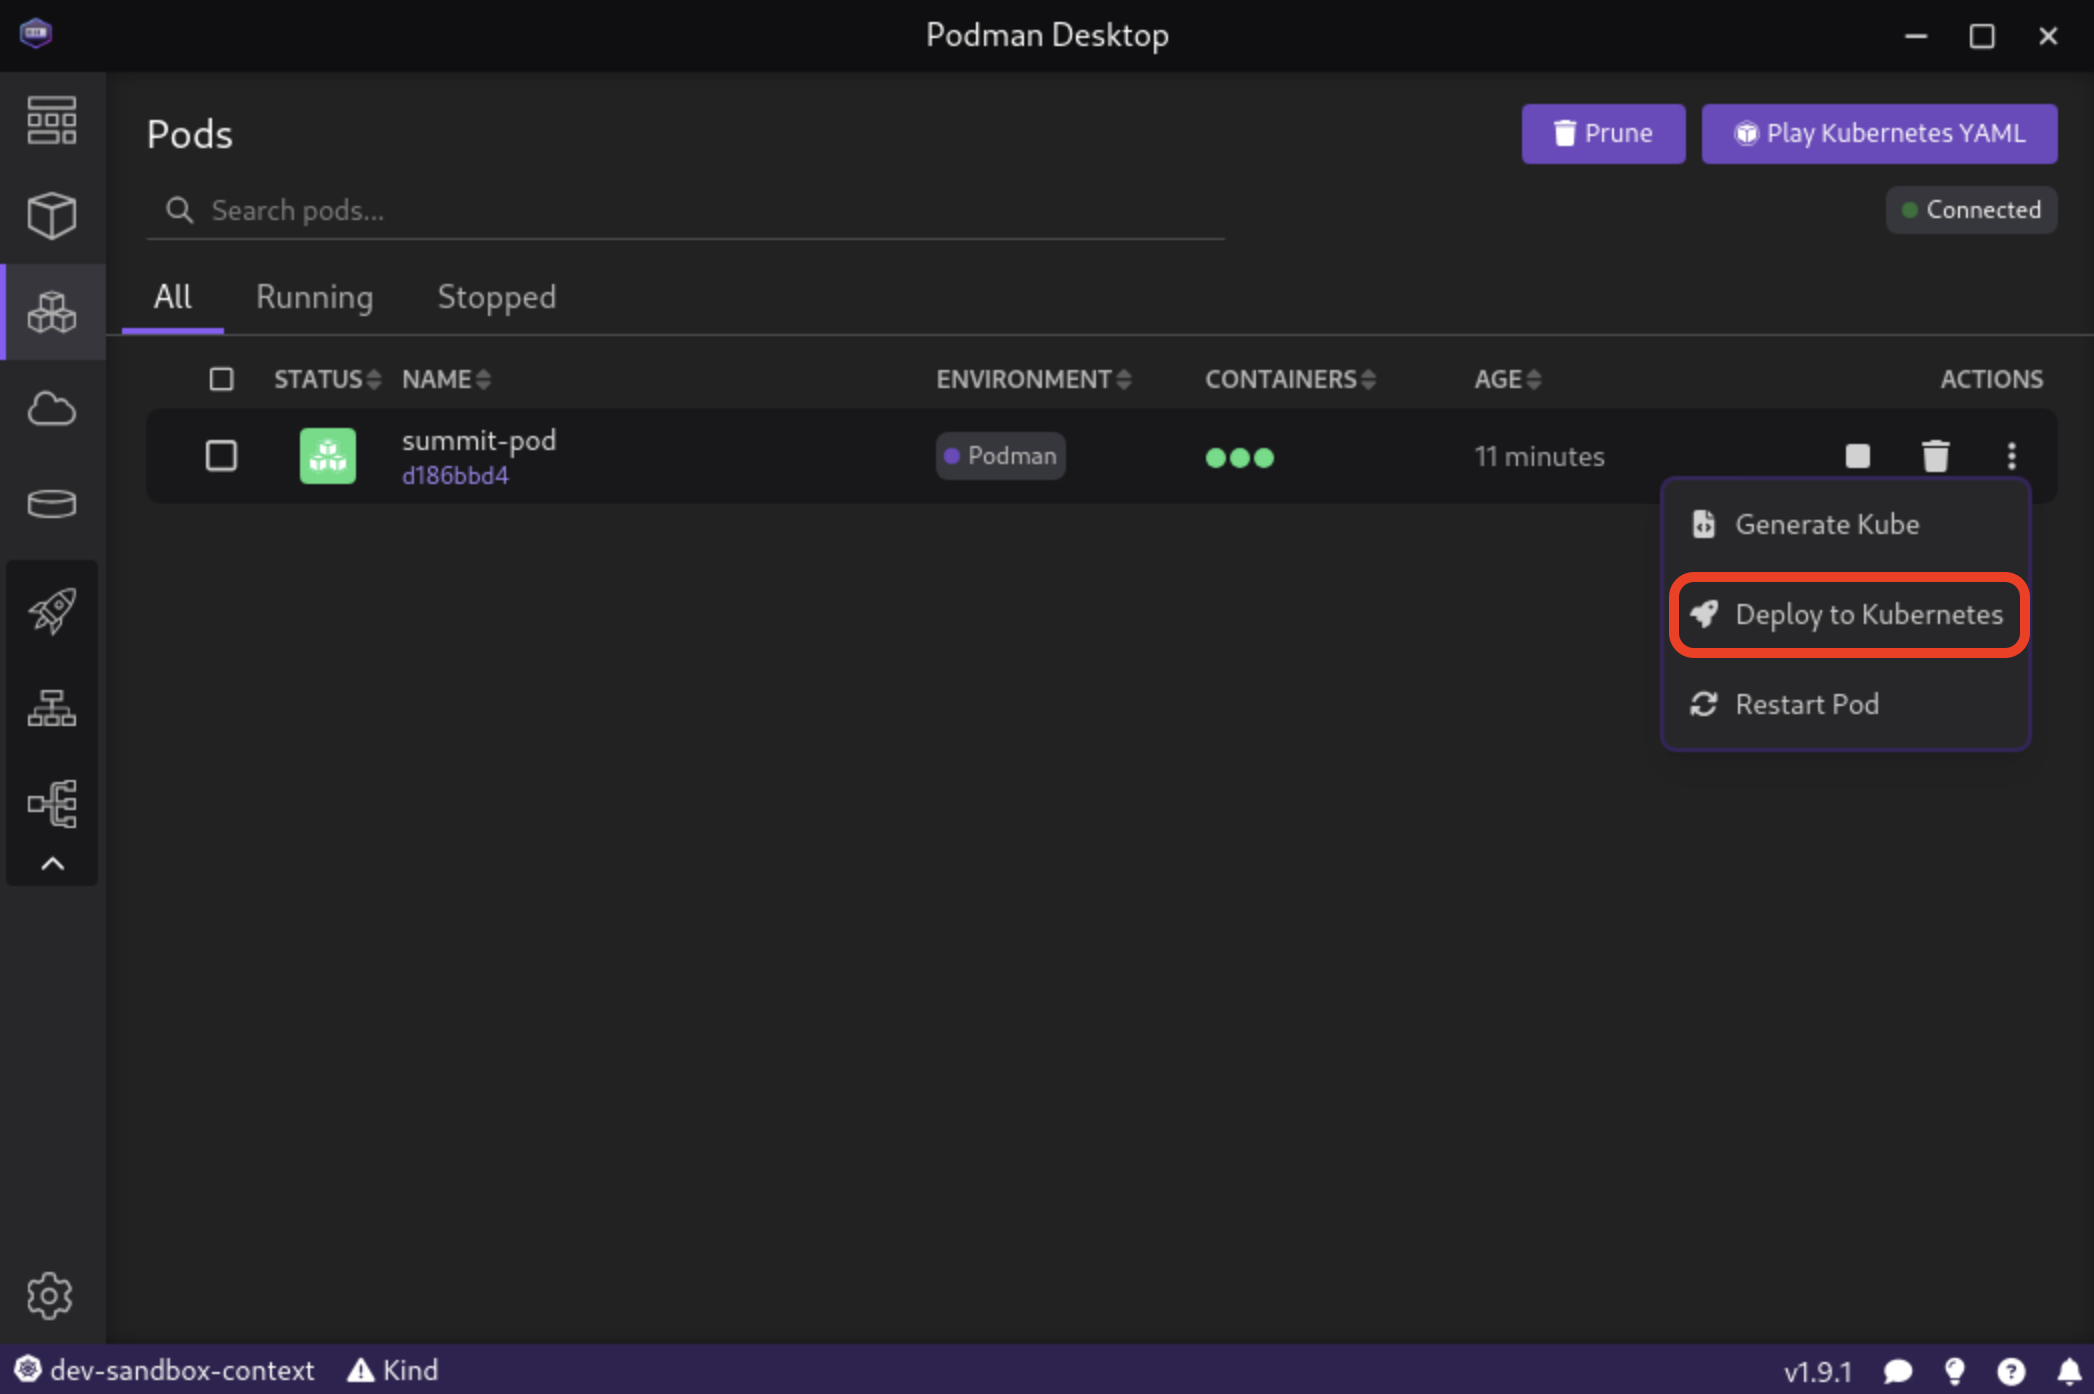 Podman Desktop
Pods
Prune
Play Kubernetes YAML
Search pods...
Connected
All
Running
Stopped
STATUS
NAME
ENVIRONMENT
CONTAINERS
AGE
ACTIONS
summit-pod
d186bbd4
Podman
11 minutes
Generate Kube
Deploy to Kubernetes
Restart Pod
dev-sandbox-context
Kind
v1.9.1